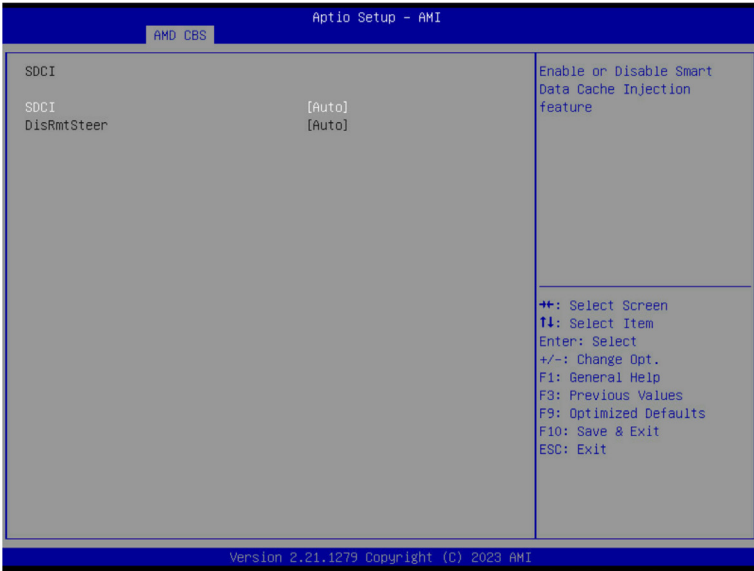 Aptio Setup – AMI
AMD CBS
SDCI
SDCI [Auto]
DisRmtSteer [Auto]
Enable or Disable Smart
Data Cache Injection
feature
→←: Select Screen
↑↓: Select Item
Enter: Select
+/-: Change Opt.
F1: General Help
F3: Previous Values
F9: Optimized Defaults
F10: Save & Exit
ESC: Exit
Version 2.21.1279 Copyright (C) 2023 AMI